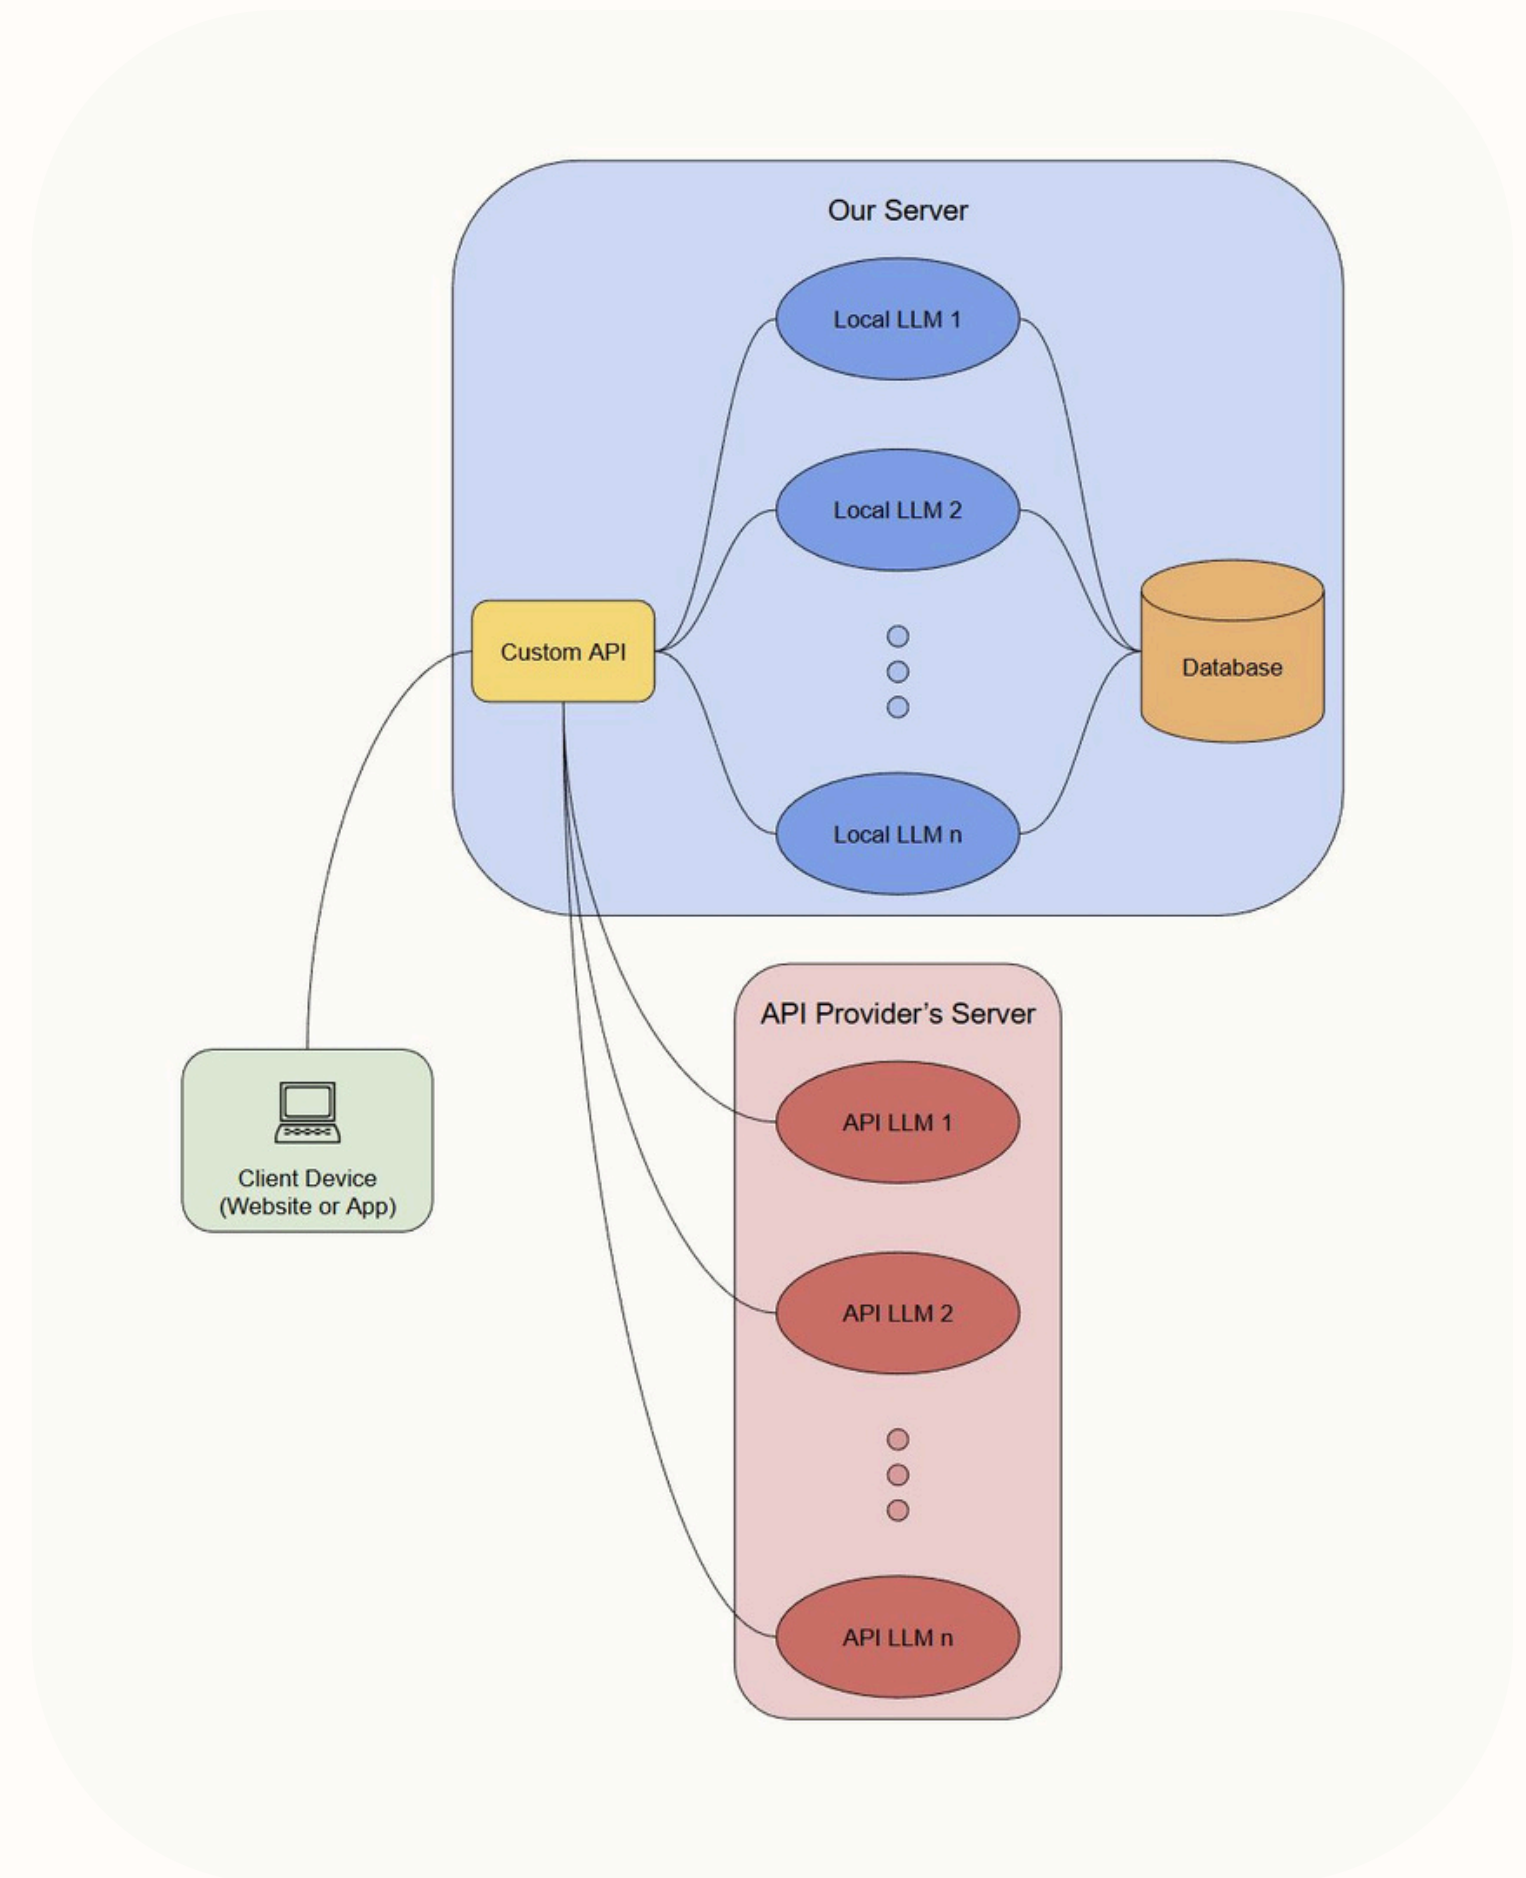 Our Server
Local LLM 1
Local LLM 2
Custom API
Database
Local LLM n
API Provider’s Server
API LLM 1
Client Device
(Website or App)
API LLM 2
API LLM n